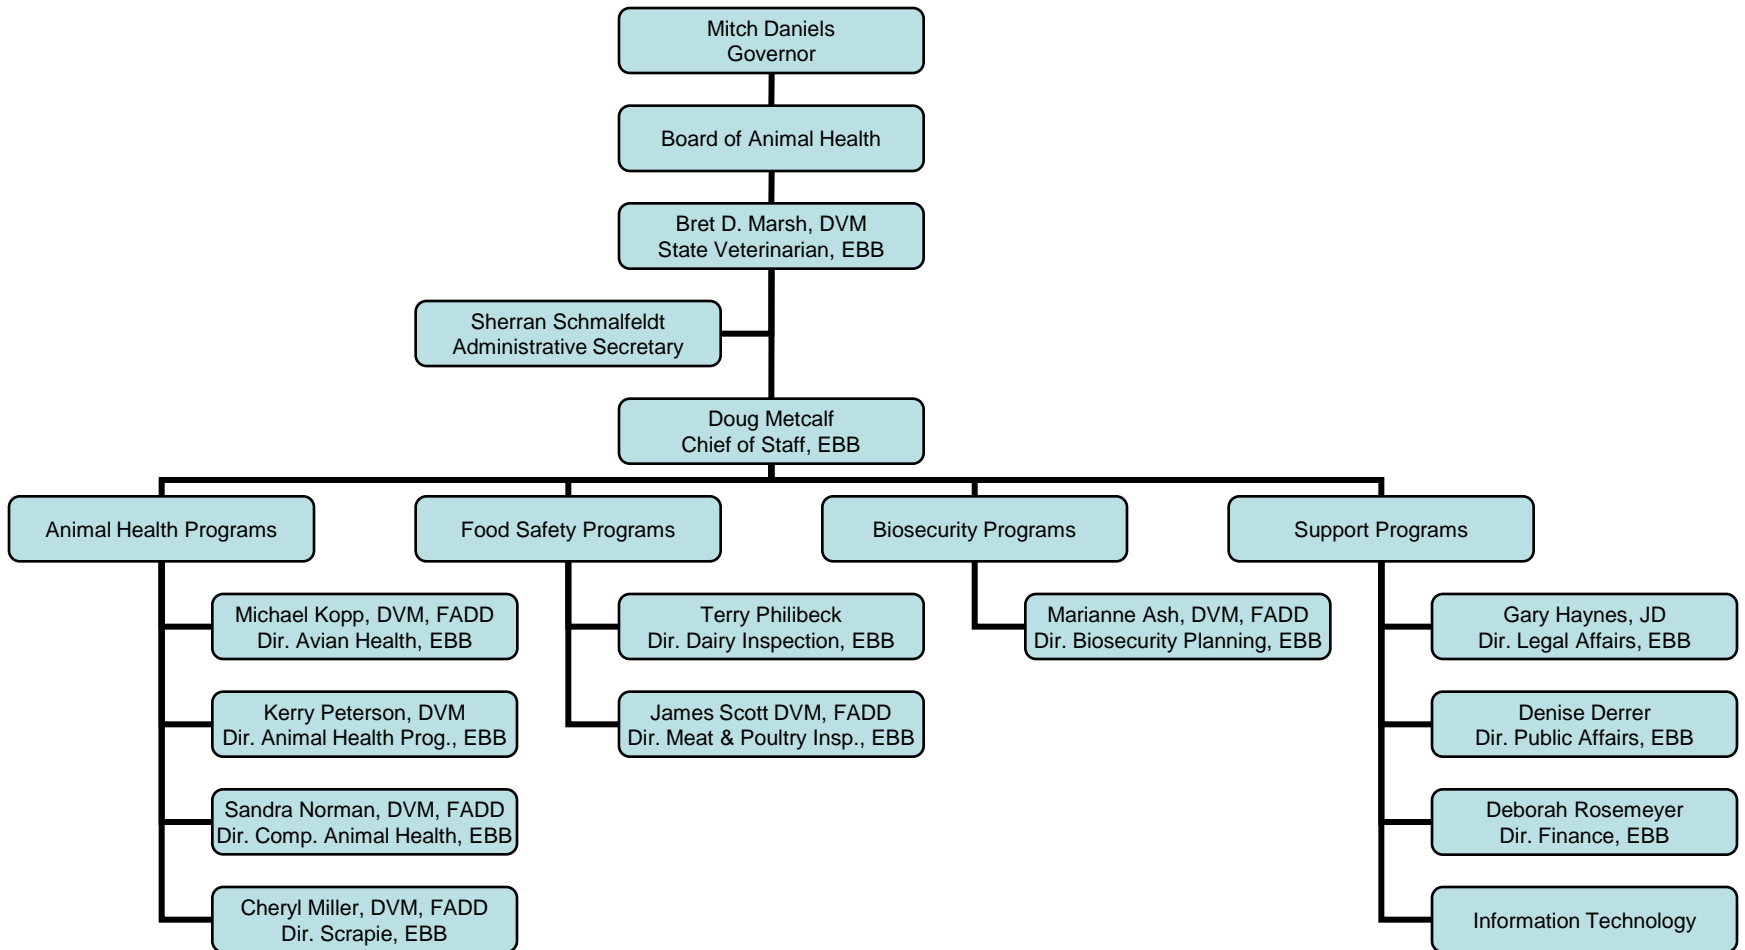 Mitch Daniels
Governor
Board of Animal Health
Bret D. Marsh, DVM
State Veterinarian, EBB
Sherran Schmalfeldt
Administrative Secretary
Doug Metcalf
Chief of Staff, EBB
Animal Health Programs
Food Safety Programs
Biosecurity Programs
Support Programs
Michael Kopp, DVM, FADD
Dir. Avian Health, EBB
Kerry Peterson, DVM
Dir. Animal Health Prog., EBB
Sandra Norman, DVM, FADD
Dir. Comp. Animal Health, EBB
Cheryl Miller, DVM, FADD
Dir. Scrapie, EBB
Terry Philibeck
Dir. Dairy Inspection, EBB
James Scott DVM, FADD
Dir. Meat & Poultry Insp., EBB
Marianne Ash, DVM, FADD
Dir. Biosecurity Planning, EBB
Gary Haynes, JD
Dir. Legal Affairs, EBB
Denise Derrer
Dir. Public Affairs, EBB
Deborah Rosemeyer
Dir. Finance, EBB
Information Technology